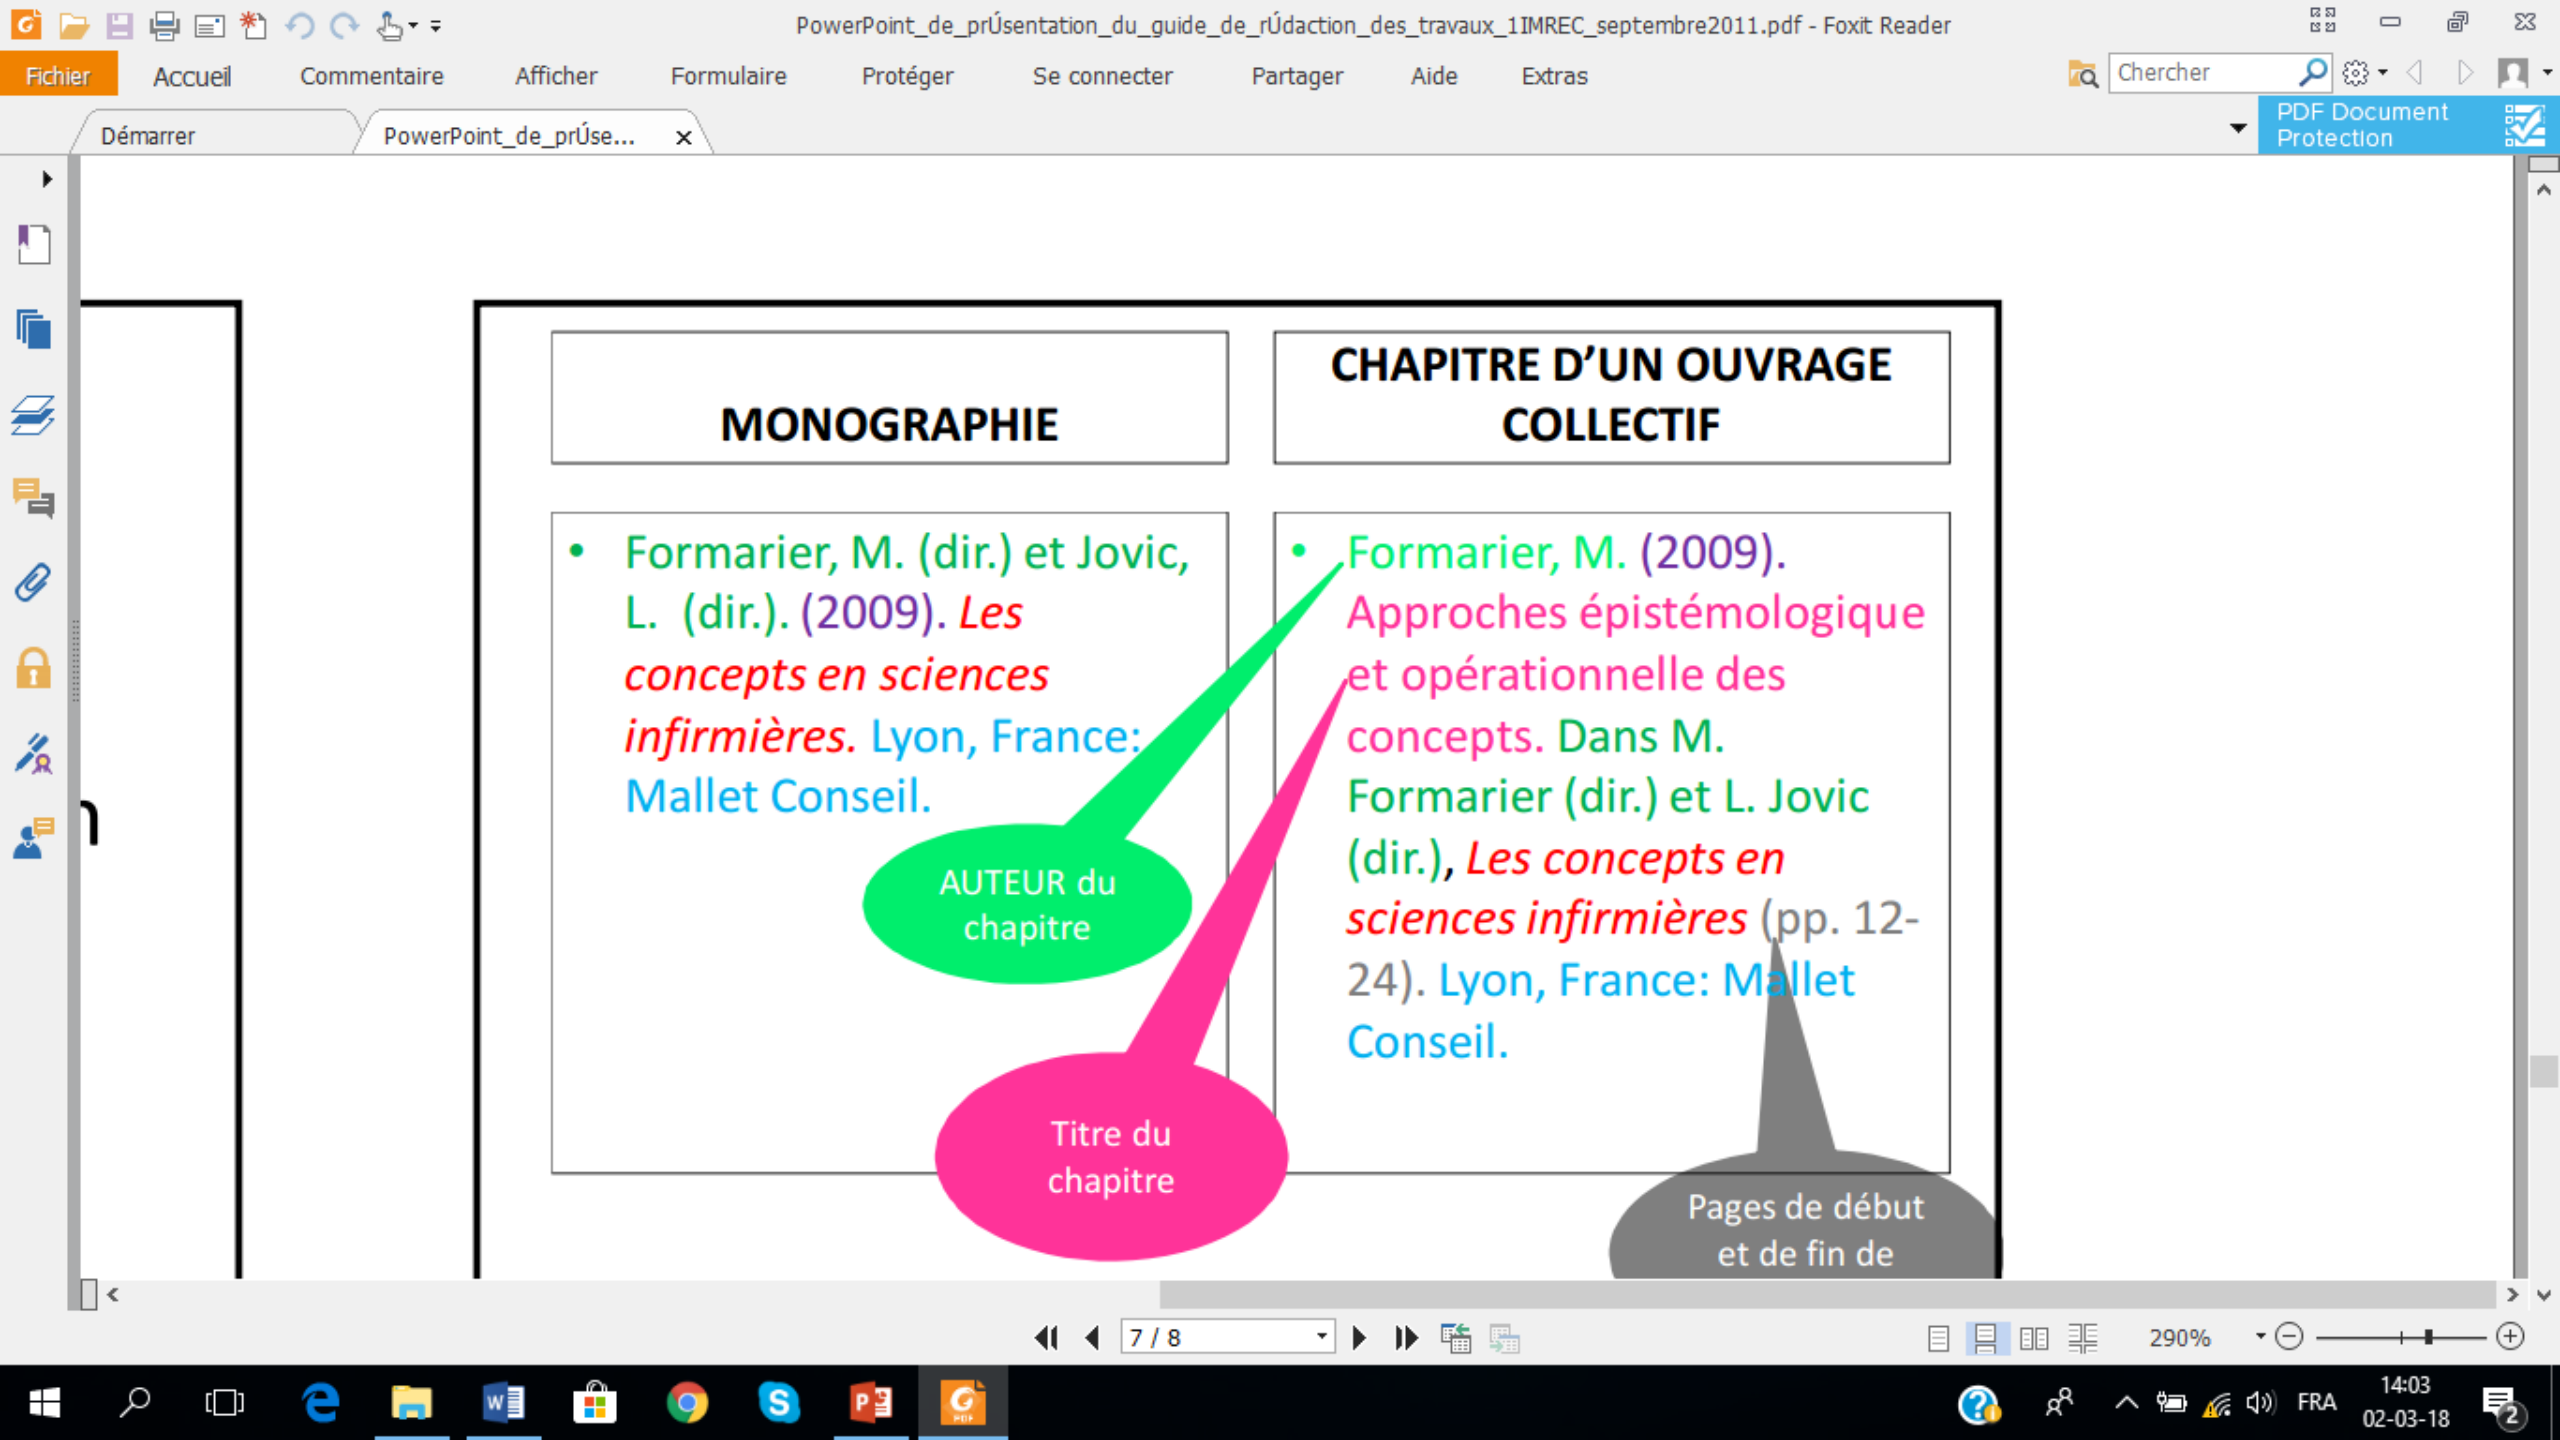 PowerPoint_de_prÚsentation_du_guide_de_rÚdaction_des_travaux_1IMREC_septembre2011.pdf - Foxit Reader
Fichier Accueil Commentaire Afficher Formulaire Protéger Se connecter Partager Aide Extras
Chercher
Démarrer
PowerPoint_de_prÚse...
PDF Document
Protection
n
MONOGRAPHIE
• Formarier, M. (dir.) et Jovic,
L. (dir.). (2009). Les
concepts en sciences
infirmières. Lyon, France:
Mallet Conseil.
CHAPITRE D’UN OUVRAGE
COLLECTIF
• Formarier, M. (2009).
Approches épistémologique
et opérationnelle des
concepts. Dans M.
Formarier (dir.) et L. Jovic
(dir.), Les concepts en
sciences infirmières (pp. 12-
24). Lyon, France: Mallet
Conseil.
AUTEUR du
chapitre
Titre du
chapitre
Pages de début
et de fin de
7 / 8
290%
FRA
14:03
02-03-18
2